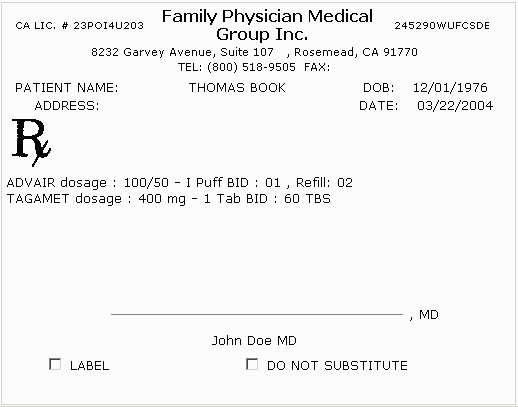 CA LIC. # 23POI4U203
Family Physician Medical
Group Inc.
245290WUFCSDE
8232 Garvey Avenue, Suite 107 , Rosemead, CA 91770
TEL: (800) 518-9505 FAX:
PATIENT NAME: THOMAS BOOK DOB: 12/01/1976
ADDRESS: DATE: 03/22/2004
Rx
ADVAIR dosage : 100/50 - I Puff BID : 01 , Refill: 02
TAGAMET dosage : 400 mg - 1 Tab BID : 60 TBS
, MD
John Doe MD
LABEL DO NOT SUBSTITUTE